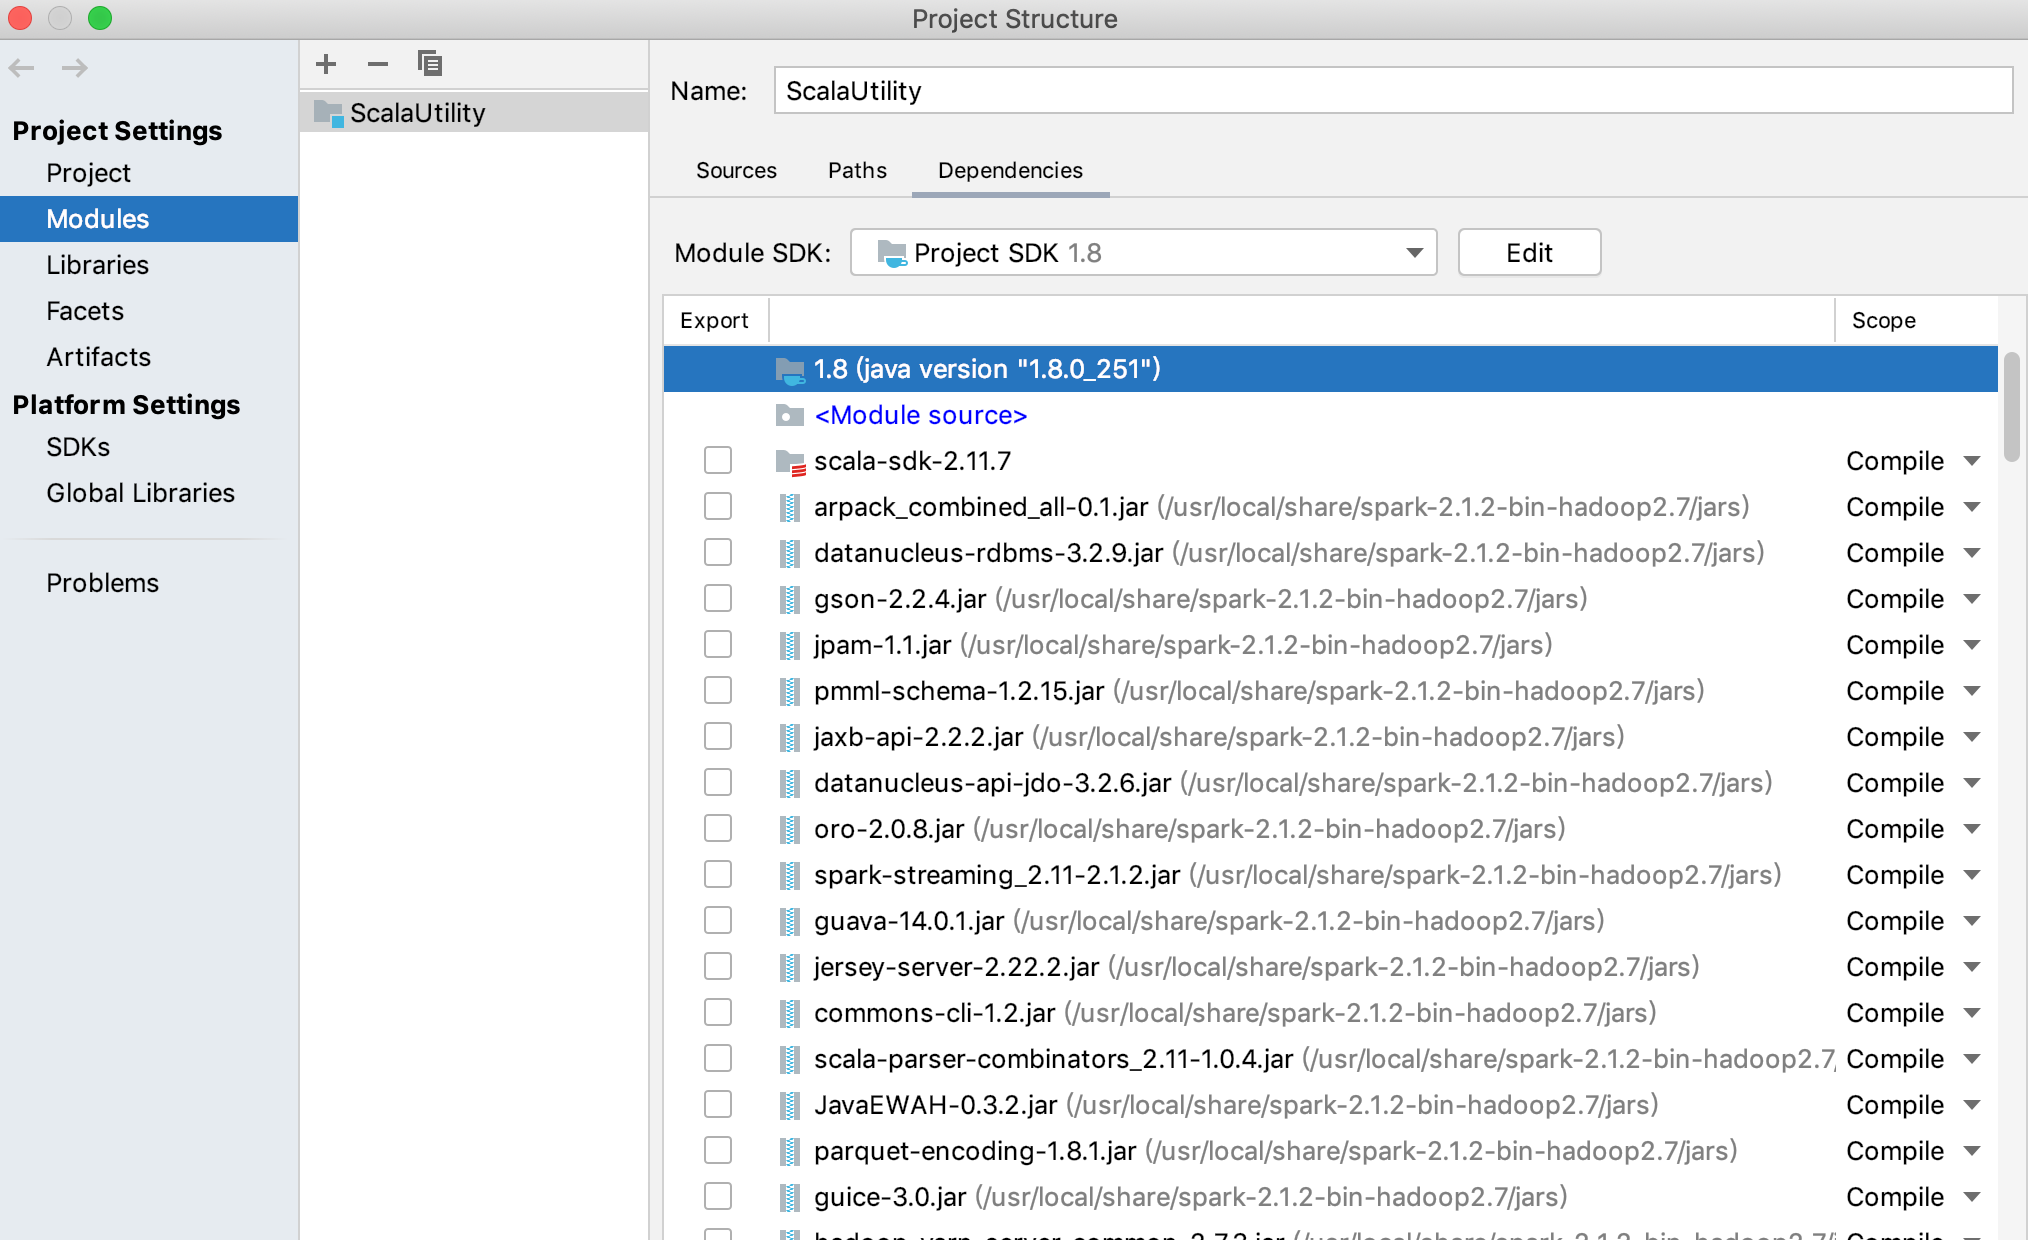 Project Structure
Project Settings
Project
Modules
Libraries
Facets
Artifacts
Platform Settings
SDKs
Global Libraries
Problems
ScalaUtility
Name: ScalaUtility
Sources Paths Dependencies
Module SDK: Project SDK 1.8 Edit
Export Scope
1.8 (java version "1.8.0_251")
<Module source>
scala-sdk-2.11.7 Compile
arpack_combined_all-0.1.jar (/usr/local/share/spark-2.1.2-bin-hadoop2.7/jars) Compile
datanucleus-rdbms-3.2.9.jar (/usr/local/share/spark-2.1.2-bin-hadoop2.7/jars) Compile
gson-2.2.4.jar (/usr/local/share/spark-2.1.2-bin-hadoop2.7/jars) Compile
jpam-1.1.jar (/usr/local/share/spark-2.1.2-bin-hadoop2.7/jars) Compile
pmml-schema-1.2.15.jar (/usr/local/share/spark-2.1.2-bin-hadoop2.7/jars) Compile
jaxb-api-2.2.2.jar (/usr/local/share/spark-2.1.2-bin-hadoop2.7/jars) Compile
datanucleus-api-jdo-3.2.6.jar (/usr/local/share/spark-2.1.2-bin-hadoop2.7/jars) Compile
oro-2.0.8.jar (/usr/local/share/spark-2.1.2-bin-hadoop2.7/jars) Compile
spark-streaming_2.11-2.1.2.jar (/usr/local/share/spark-2.1.2-bin-hadoop2.7/jars) Compile
guava-14.0.1.jar (/usr/local/share/spark-2.1.2-bin-hadoop2.7/jars) Compile
jersey-server-2.22.2.jar (/usr/local/share/spark-2.1.2-bin-hadoop2.7/jars) Compile
commons-cli-1.2.jar (/usr/local/share/spark-2.1.2-bin-hadoop2.7/jars) Compile
scala-parser-combinators_2.11-1.0.4.jar (/usr/local/share/spark-2.1.2-bin-hadoop2.7/ Compile
JavaEWAH-0.3.2.jar (/usr/local/share/spark-2.1.2-bin-hadoop2.7/jars) Compile
parquet-encoding-1.8.1.jar (/usr/local/share/spark-2.1.2-bin-hadoop2.7/jars) Compile
guice-3.0.jar (/usr/local/share/spark-2.1.2-bin-hadoop2.7/jars) Compile